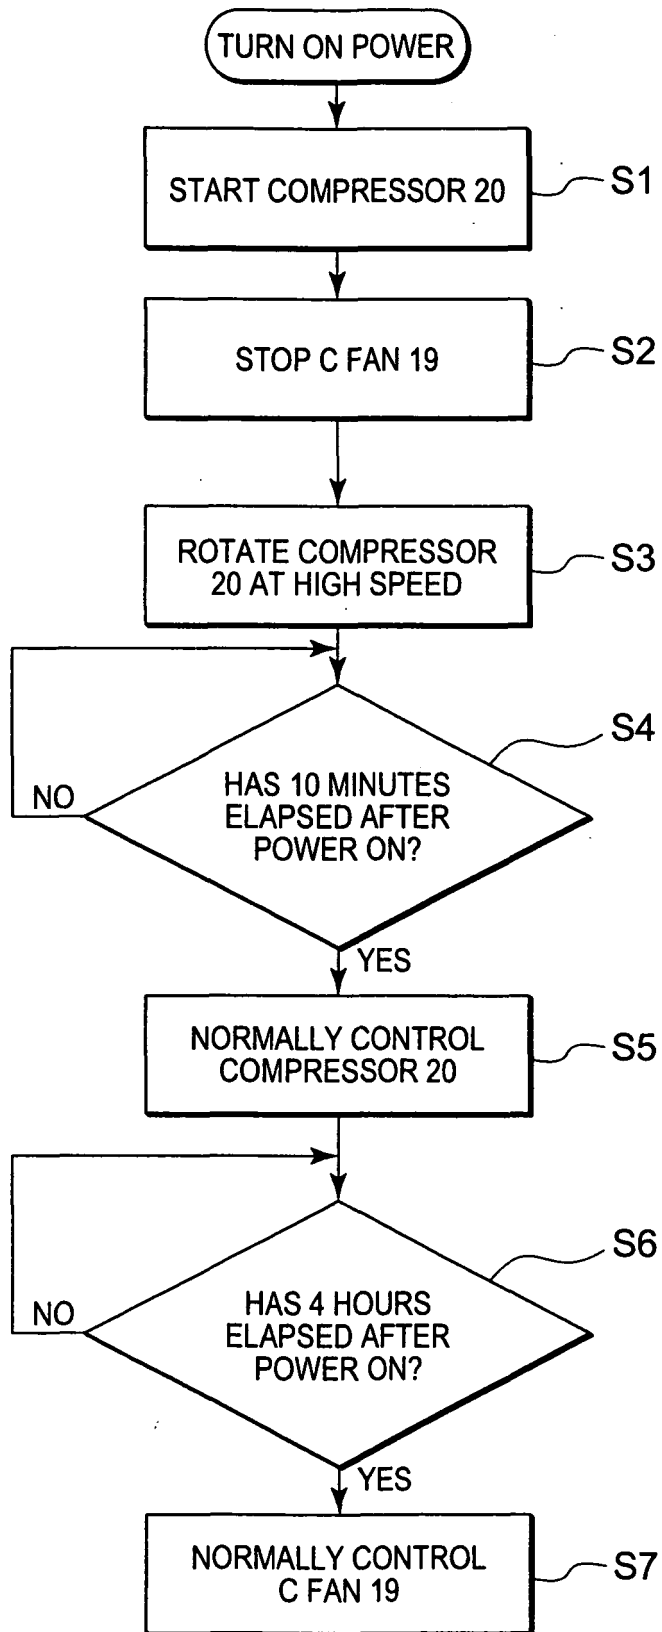 TURN ON POWER
START COMPRESSOR 20
S1
STOP C FAN 19
S2
ROTATE COMPRESSOR
20 AT HIGH SPEED
S3
S4
HAS 10 MINUTES
ELAPSED AFTER
POWER ON?
NO
YES
NORMALLY CONTROL
COMPRESSOR 20
S5
S6
HAS 4 HOURS
ELAPSED AFTER
POWER ON?
NO
YES
NORMALLY CONTROL
C FAN 19
S7